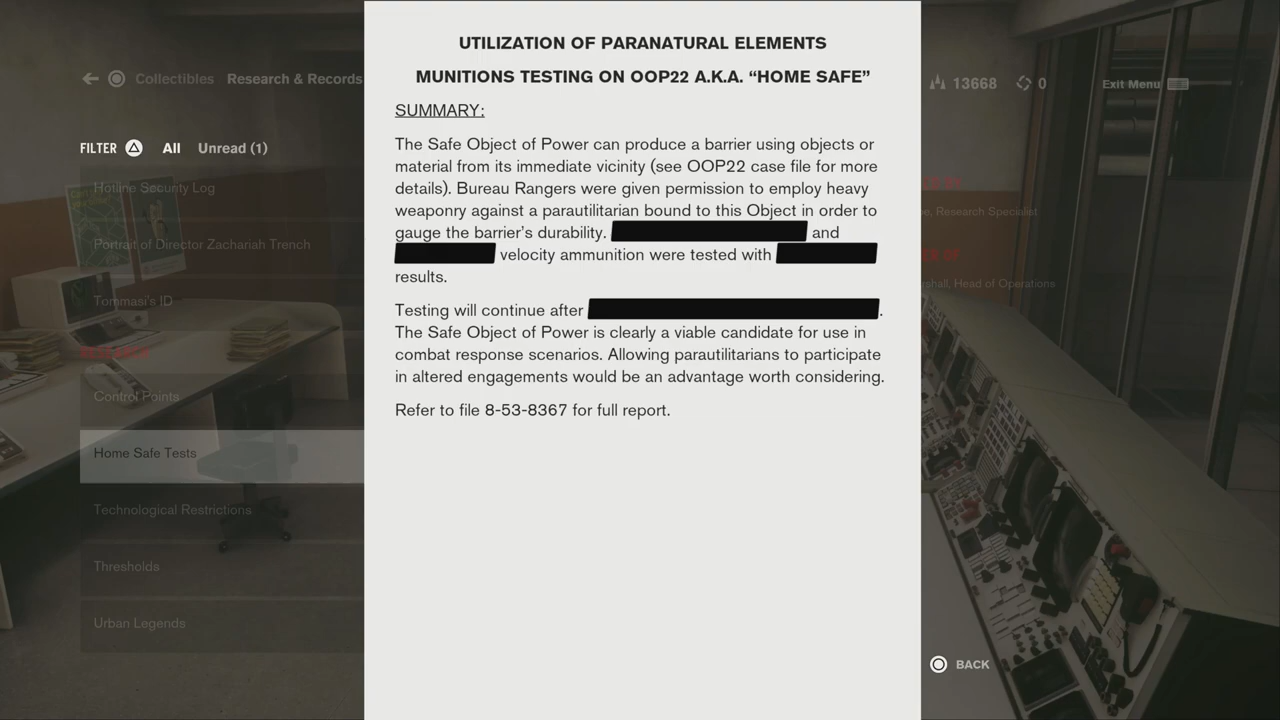 UTILIZATION OF PARANATURAL ELEMENTS
MUNITIONS TESTING ON OOP22 A.K.A. “HOME SAFE”
SUMMARY:
The Safe Object of Power can produce a barrier using objects or
material from its immediate vicinity (see OOP22 case file for more
details). Bureau Rangers were given permission to employ heavy
weaponry against a parautilitarian bound to this Object in order to
gauge the barrier’s durability. and
velocity ammunition were tested with
results.
Testing will continue after .
The Safe Object of Power is clearly a viable candidate for use in
combat response scenarios. Allowing parautilitarians to participate
in altered engagements would be an advantage worth considering.
Refer to file 8-53-8367 for full report.
Collectibles Research & Records
FILTER All Unread (1)
Hotline Security Log
Portrait of Director Zachariah Trench
Tommasi's ID
RESEARCH
Control Points
Home Safe Tests
Technological Restrictions
Thresholds
Urban Legends
13668 0 Exit Menu
, Research Specialist
, Head of Operations
BACK